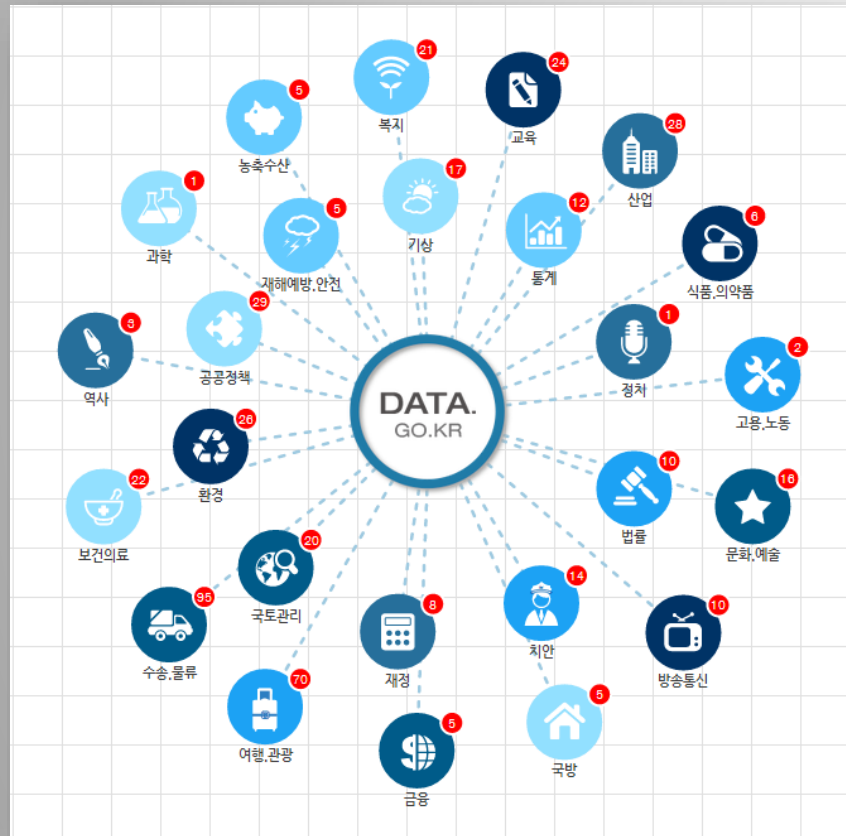 21
복지
24
교육
5
농축수산
28
산업
17
기상
12
통계
1
과학
5
재해예방,안전
6
식품,의약품
29
공공정책
1
정차
3
역사
2
고용,노동
DATA.
GO.KR
26
환경
10
법률
22
보건의료
16
문화,예술
20
국토관리
14
치안
95
수송,물류
8
재정
10
방송통신
70
여행,관광
5
국방
5
금융